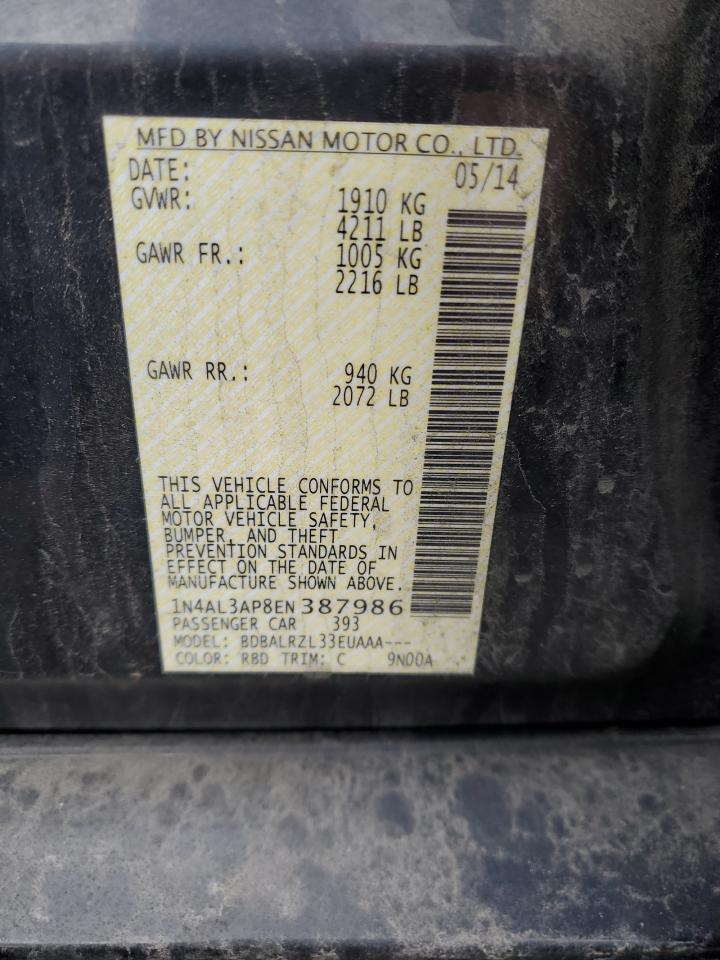 MFD BY NISSAN MOTOR CO., LTD.
DATE: 05/14
GVWR: 1910 KG
4211 LB
GAWR FR.: 1005 KG
2216 LB
GAWR RR.: 940 KG
2072 LB
THIS VEHICLE CONFORMS TO
ALL APPLICABLE FEDERAL
MOTOR VEHICLE SAFETY,
BUMPER, AND THEFT
PREVENTION STANDARDS IN
EFFECT ON THE DATE OF
MANUFACTURE SHOWN ABOVE.
1N4AL3AP8EN387986
PASSENGER CAR 393
MODEL: BDBALRZL33EUAAA---
COLOR: RBD TRIM: C 9N00A